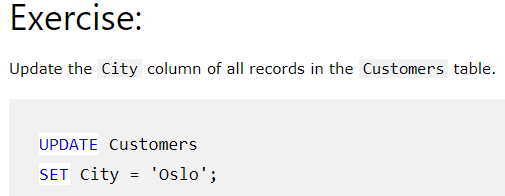 Exercise:
Update the City column of all records in the Customers table.
UPDATE Customers
SET City = 'Oslo';